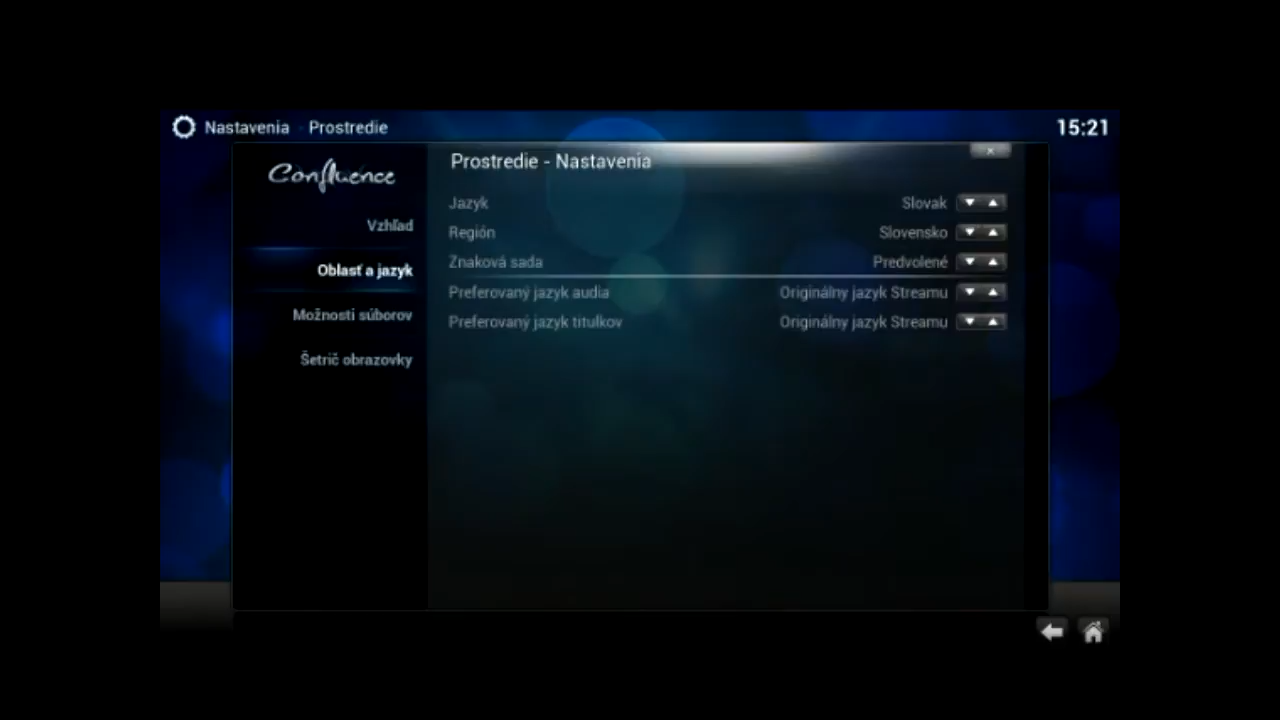 Nastavenia - Prostredie
15:21
Confluence
Vzhľad
Oblasť a jazyk
Možnosti súborov
Šetrič obrazovky
Prostredie - Nastavenia
Jazyk Slovak
Región Slovensko
Znaková sada Predvolené
Preferovaný jazyk audia Originálny jazyk Streamu
Preferovaný jazyk titulkov Originálny jazyk Streamu